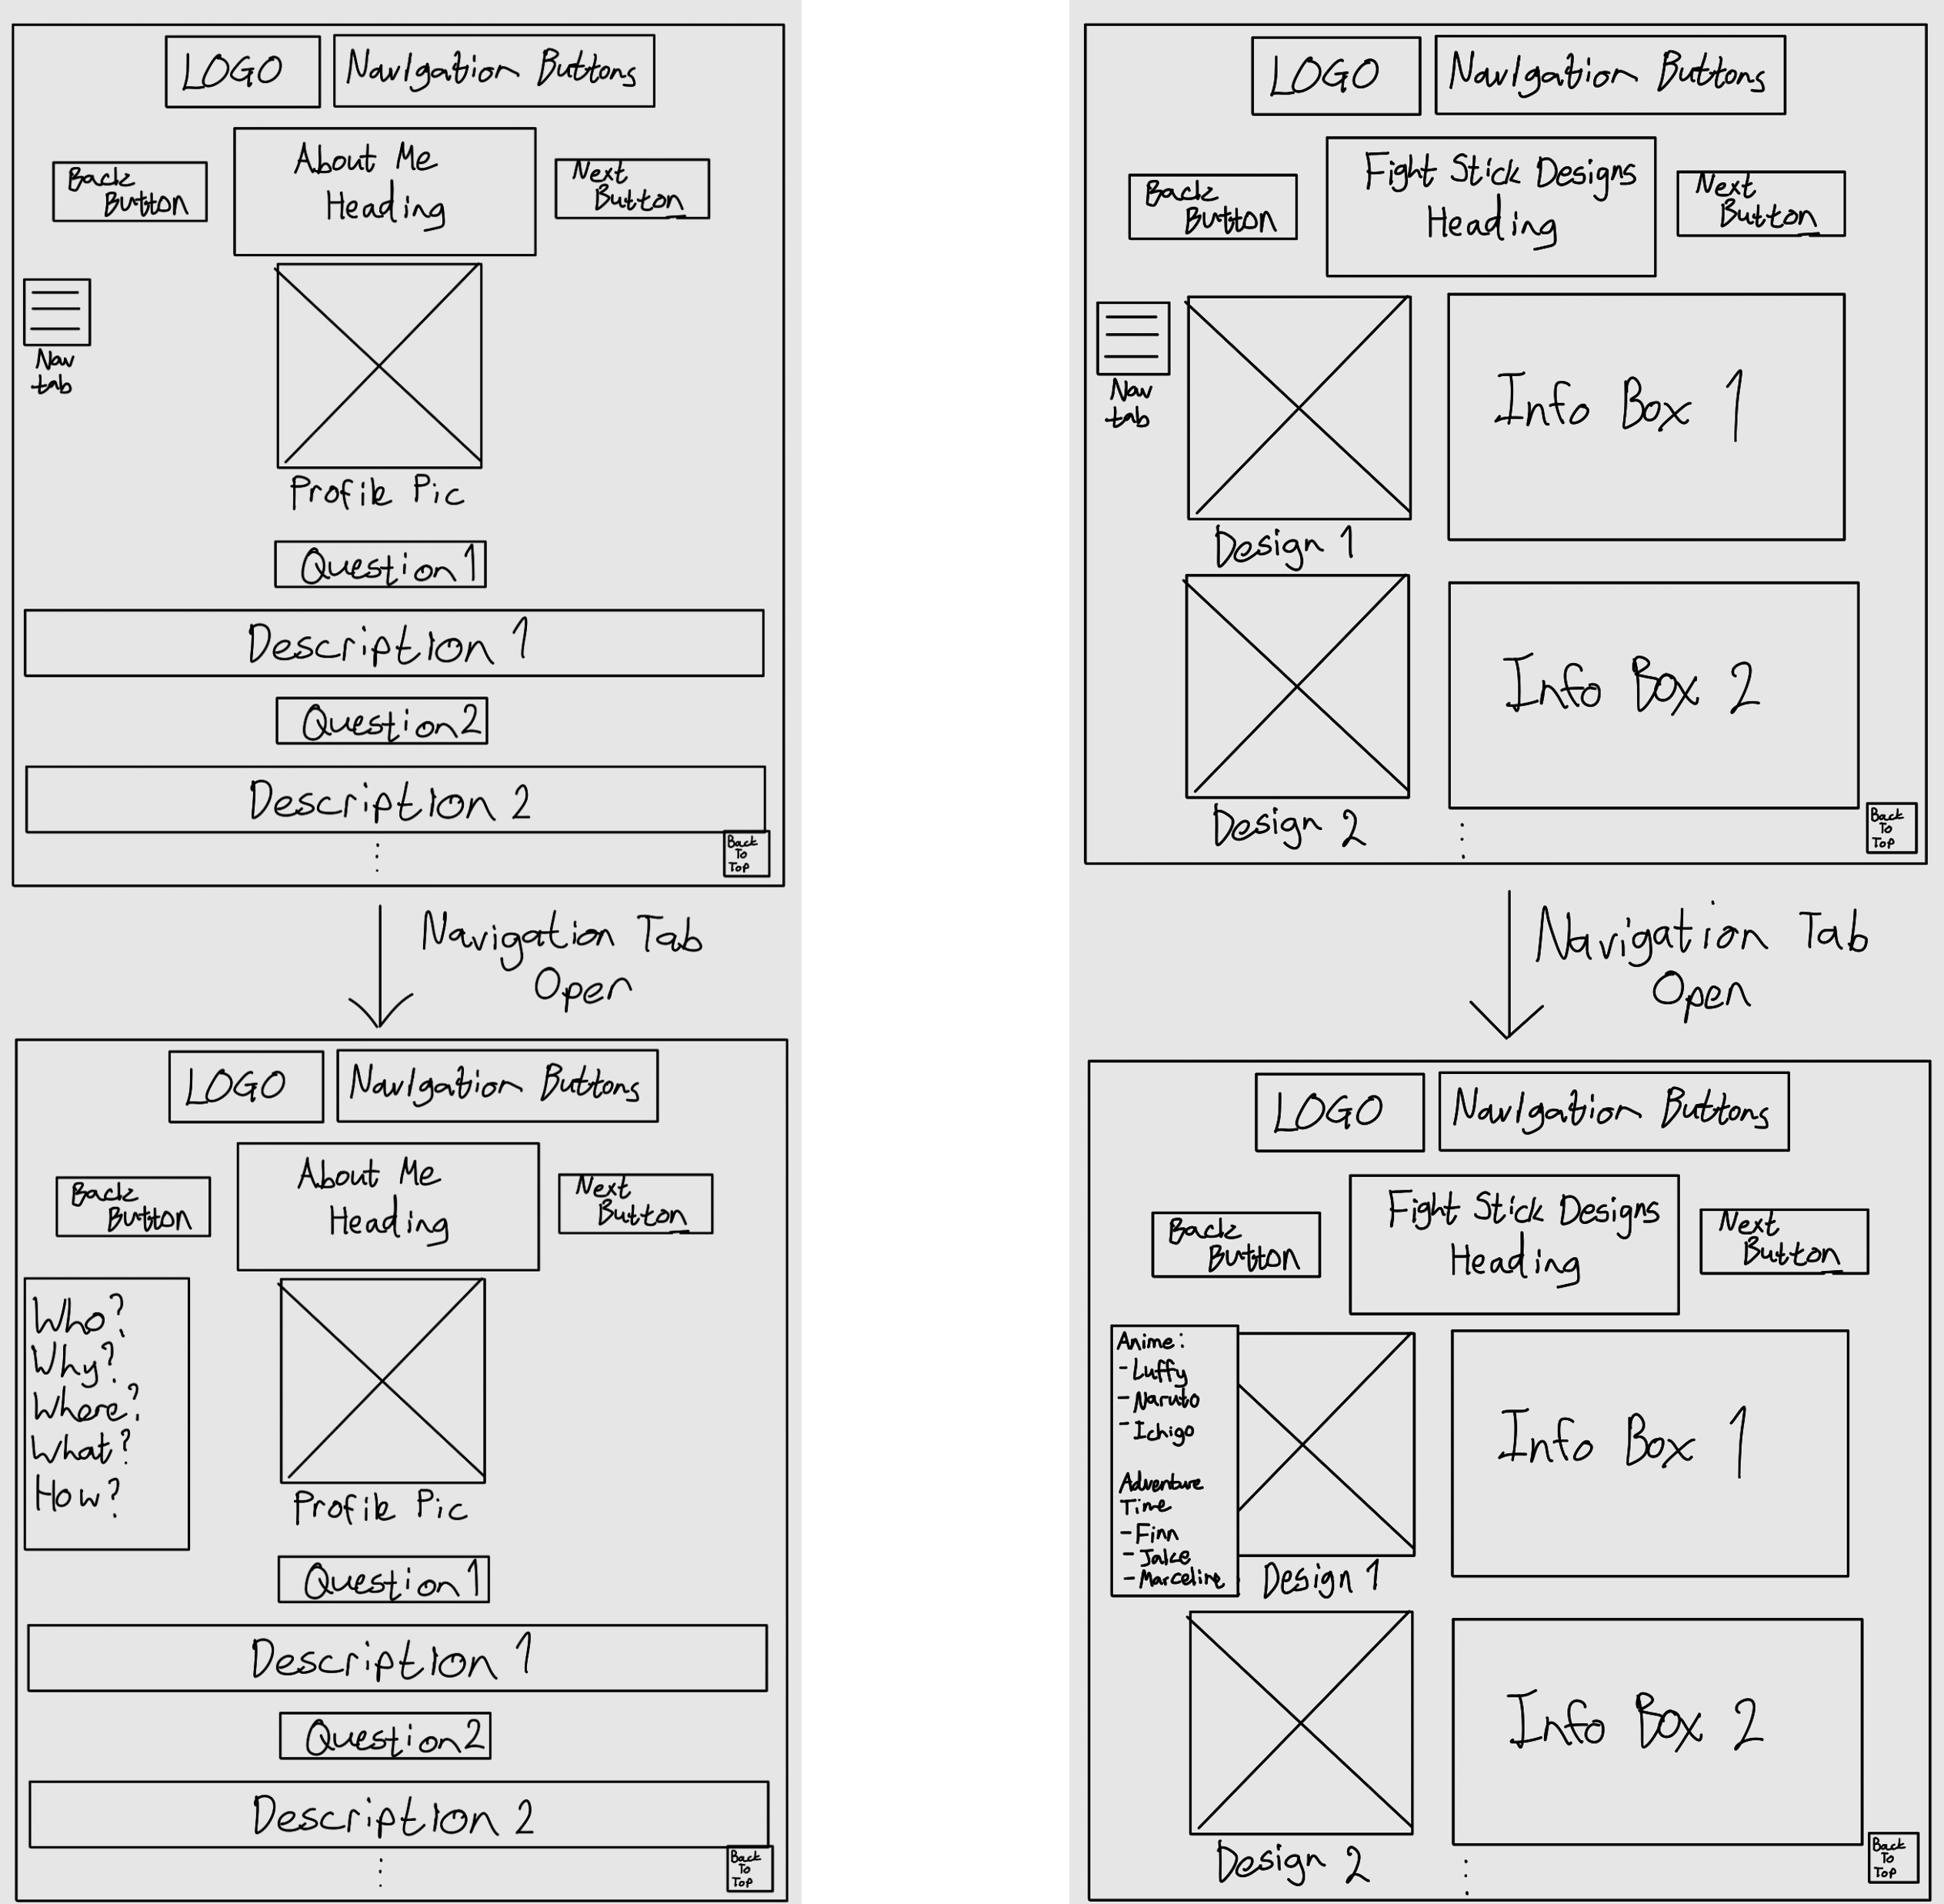 LOGO
Navigation Buttons
Back
Button
About Me
Heading
Next
Button
Nav
tab
Profile Pic
Question 1
Description 1
Question 2
Description 2
Back
To
Top
Navigation Tab
Open
LOGO
Navigation Buttons
Back
Button
About Me
Heading
Next
Button
Who?
Why?
Where?
What?
How?
Profile Pic
Question 1
Description 1
Question 2
Description 2
Back
To
Top
LOGO
Navigation Buttons
Back
Button
Fight Stick Designs
Heading
Next
Button
Nav
tab
Info Box 1
Design 1
Info Box 2
Design 2
Back
To
Top
Navigation Tab
Open
LOGO
Navigation Buttons
Back
Button
Fight Stick Designs
Heading
Next
Button
Anime:
- Luffy
- Naruto
- Ichigo
Adventure
Time
- Finn
- Jake
- Marceline
Info Box 1
Design 1
Info Box 2
Design 2
Back
To
Top